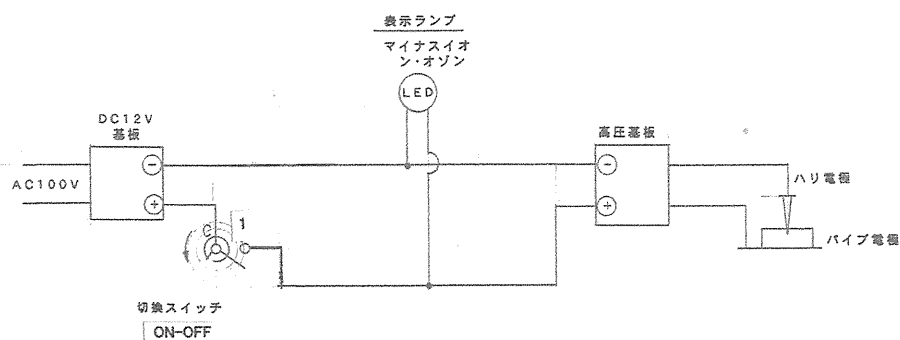 表示ランプ
マイナスイオ
ン・オゾン
LED
DC12V
基板
高圧基板
AC100V
ハリ電極
パイプ電極
1
切換スイッチ
ON-OFF